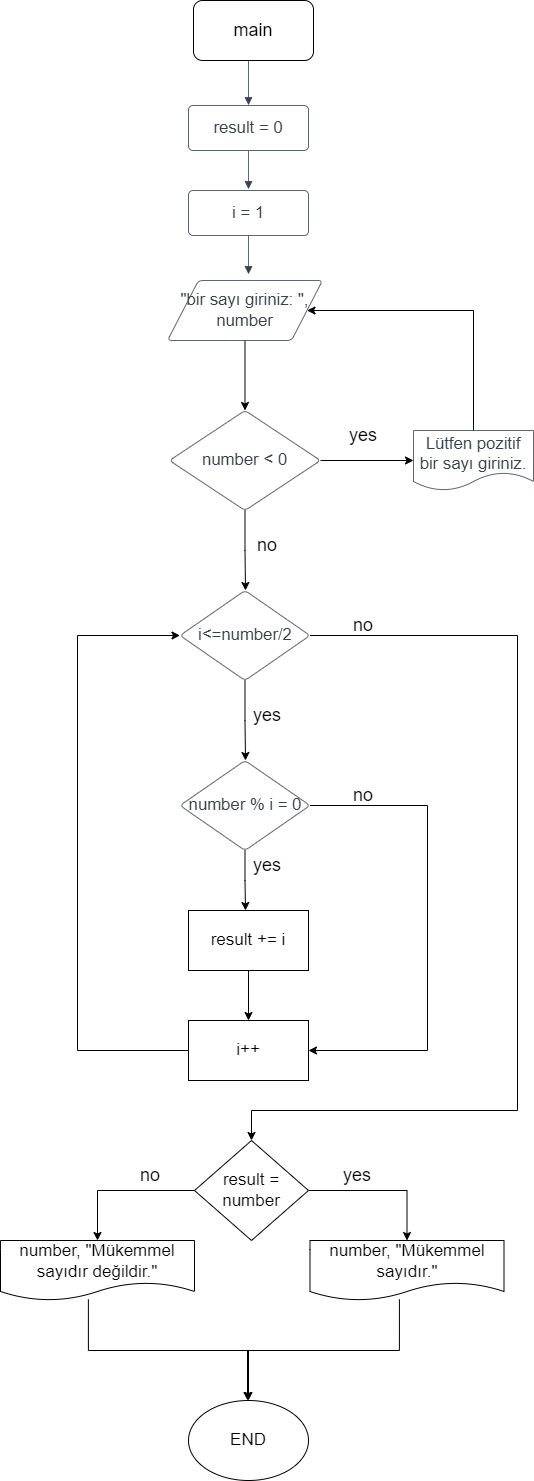 main
result = 0
i = 1
"bir sayı giriniz: ",
number
number < 0
yes
Lütfen pozitif
bir sayı giriniz.
no
i<=number/2
no
yes
number % i = 0
no
yes
result += i
i++
result =
number
no
yes
number, "Mükemmel
sayıdır değildir."
number, "Mükemmel
sayıdır."
END